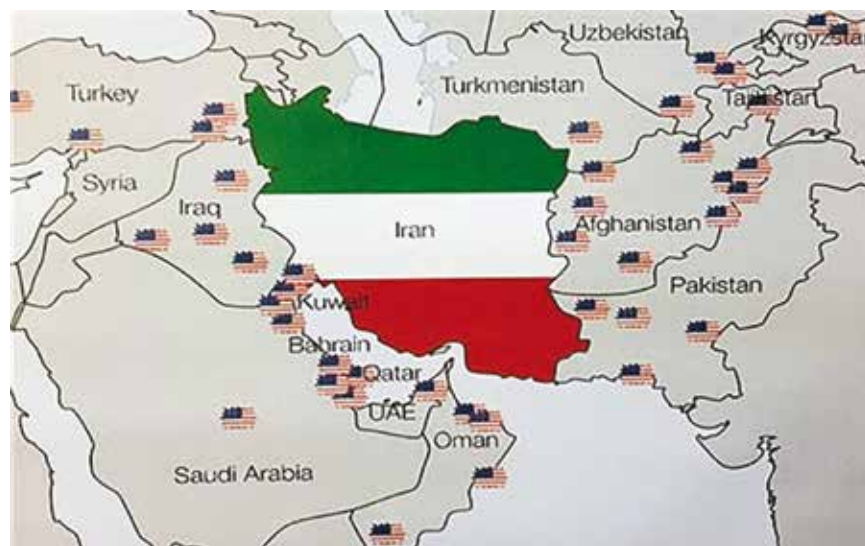 Uzbekistan
Kyrgyzstan
Turkey
Turkmenistan
Tajikistan
Syria
Iraq
Iran
Afghanistan
Pakistan
Kuwait
Bahrain
Qatar
UAE
Oman
Saudi Arabia